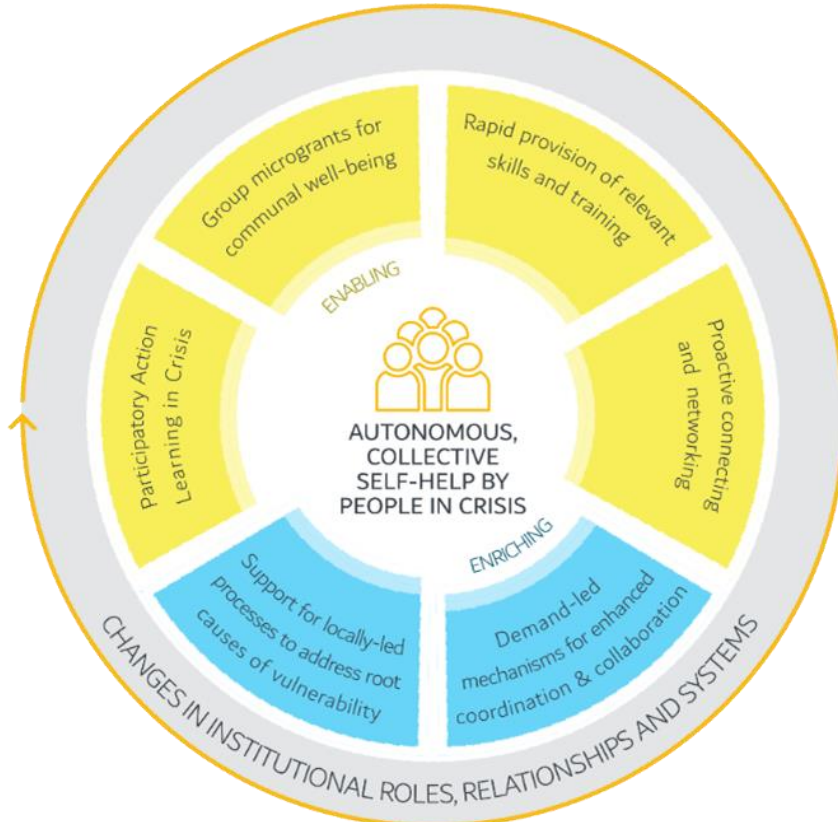 Group microgrants for
communal well-being
Rapid provision of relevant
skills and training
ENABLING
Participatory Action
Learning in Crisis
Proactive connecting
and networking
AUTONOMOUS,
COLLECTIVE
SELF-HELP BY
PEOPLE IN CRISIS
ENRICHING
Support for locally-led
processes to address root
causes of vulnerability
Demand-led
mechanisms for enhanced
coordination & collaboration
CHANGES IN INSTITUTIONAL ROLES, RELATIONSHIPS AND SYSTEMS